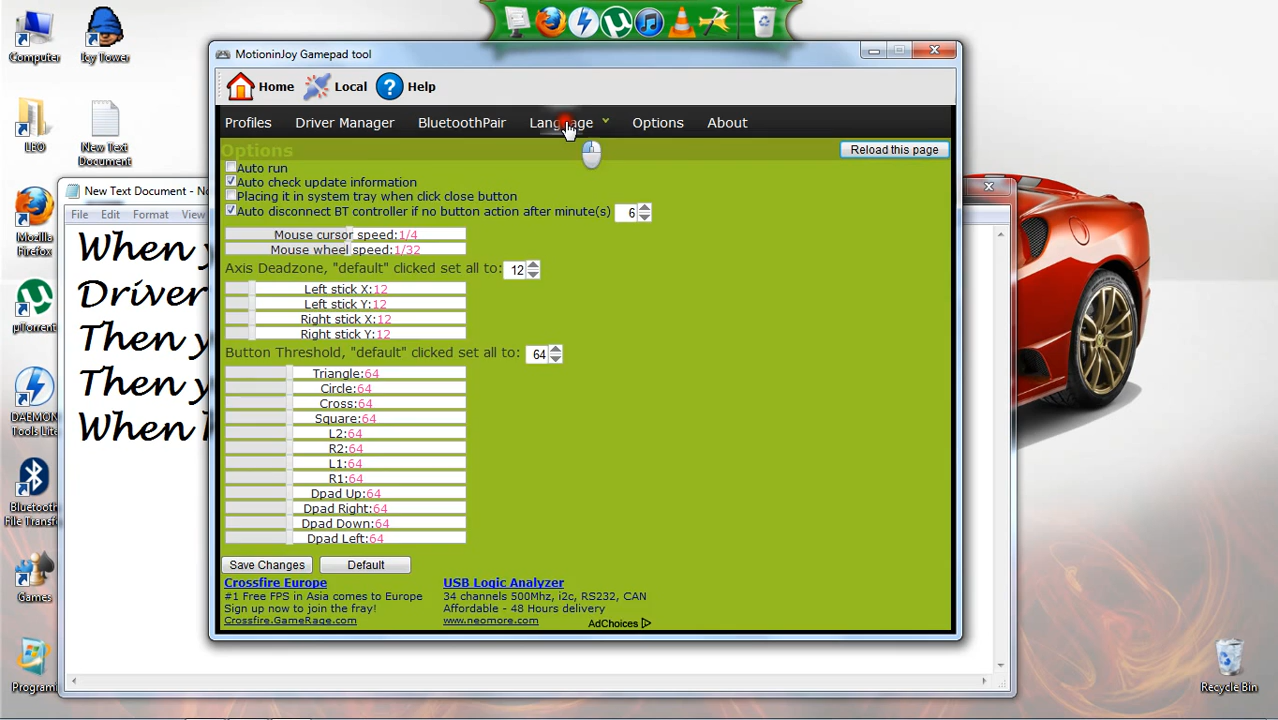 Computer
Icy Tower
LEO
New Text
Document
Mozilla
Firefox
µTorrent
DAEMON
Tools Lite
Bluetooth
File Transf
Games
Programi
Recycle Bin
New Text Document - No
File Edit Format View
When y
Driver
Then y
Then y
When
MotioninJoy Gamepad tool
Home Local ? Help
Profiles Driver Manager BluetoothPair Language Options About
Options
Reload this page
Auto run
Auto check update information
Placing it in system tray when click close button
Auto disconnect BT controller if no button action after minute(s) 6
Mouse cursor speed:1/4
Mouse wheel speed:1/32
Axis Deadzone, "default" clicked set all to: 12
Left stick X:12
Left stick Y:12
Right stick X:12
Right stick Y:12
Button Threshold, "default" clicked set all to: 64
Triangle:64
Circle:64
Cross:64
Square:64
L2:64
R2:64
L1:64
R1:64
Dpad Up:64
Dpad Right:64
Dpad Down:64
Dpad Left:64
Save Changes Default
Crossfire Europe
#1 Free FPS in Asia comes to Europe
Sign up now to join the fray!
Crossfire.GameRage.com
USB Logic Analyzer
34 channels 500Mhz, i2c, RS232, CAN
Affordable - 48 Hours delivery
www.neomore.com
AdChoices